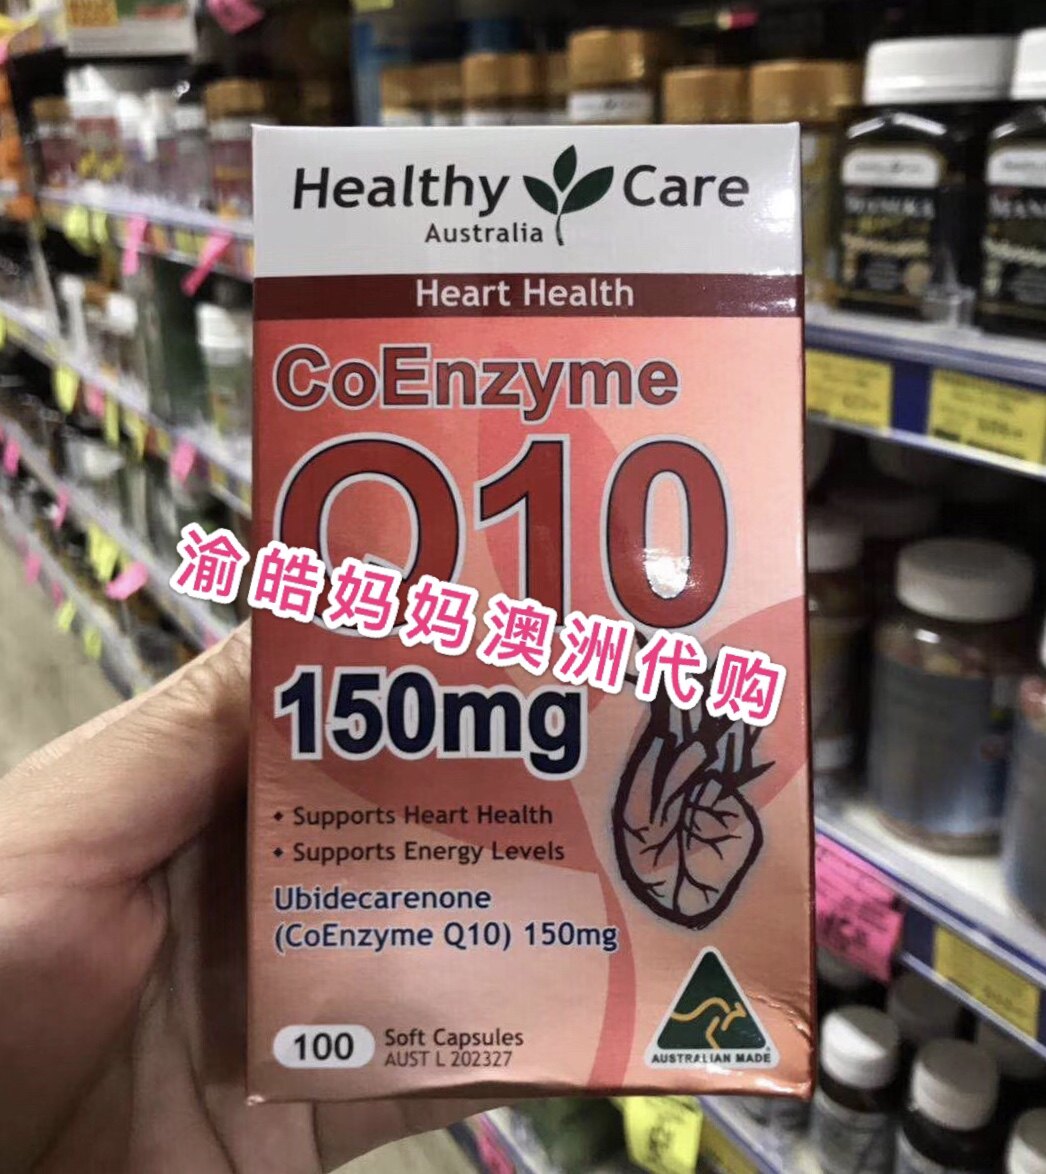 Healthy Care
Australia
Heart Health
CoEnzyme
Q10
渝皓妈妈澳洲代购
150mg
• Supports Heart Health
• Supports Energy Levels
Ubidecarenone
(CoEnzyme Q10) 150mg
100 Soft Capsules
AUST L 202327
AUSTRALIAN MADE